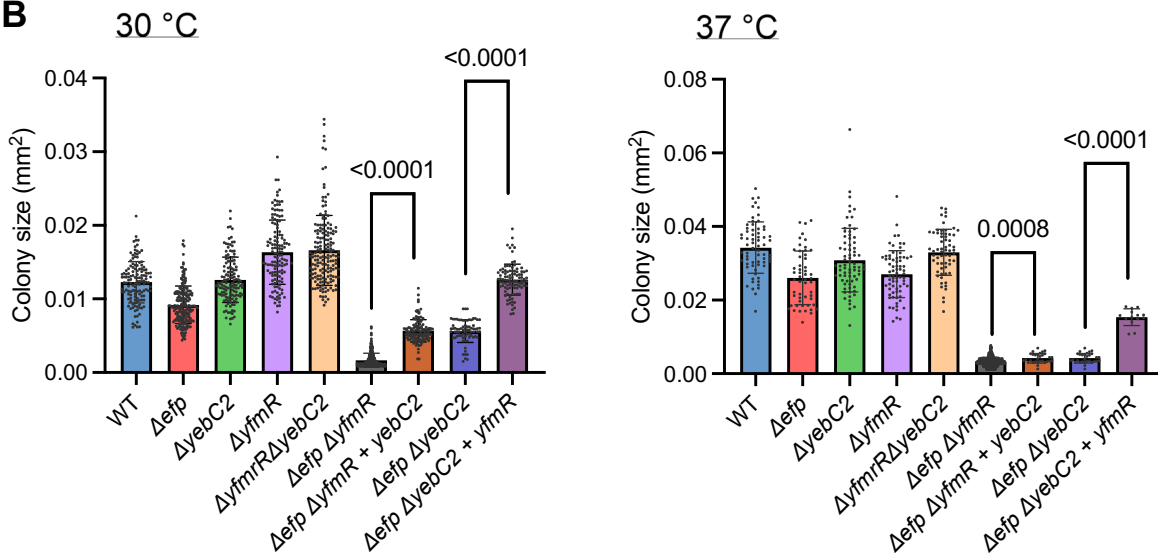 B
30 °C
Colony size (mm²)
0.04
0.03
0.02
0.01
0.00
<0.0001
<0.0001
WT
Δefp
ΔyebC2
ΔyfmR
ΔyfmrRΔyebC2
Δefp ΔyfmR
Δefp ΔyfmR + yebC2
Δefp ΔyebC2
Δefp ΔyebC2 + yfmR
37 °C
Colony size (mm²)
0.08
0.06
0.04
0.02
0.00
0.0008
<0.0001
WT
Δefp
ΔyebC2
ΔyfmR
ΔyfmrRΔyebC2
Δefp ΔyfmR
Δefp ΔyfmR + yebC2
Δefp ΔyebC2
Δefp ΔyebC2 + yfmR